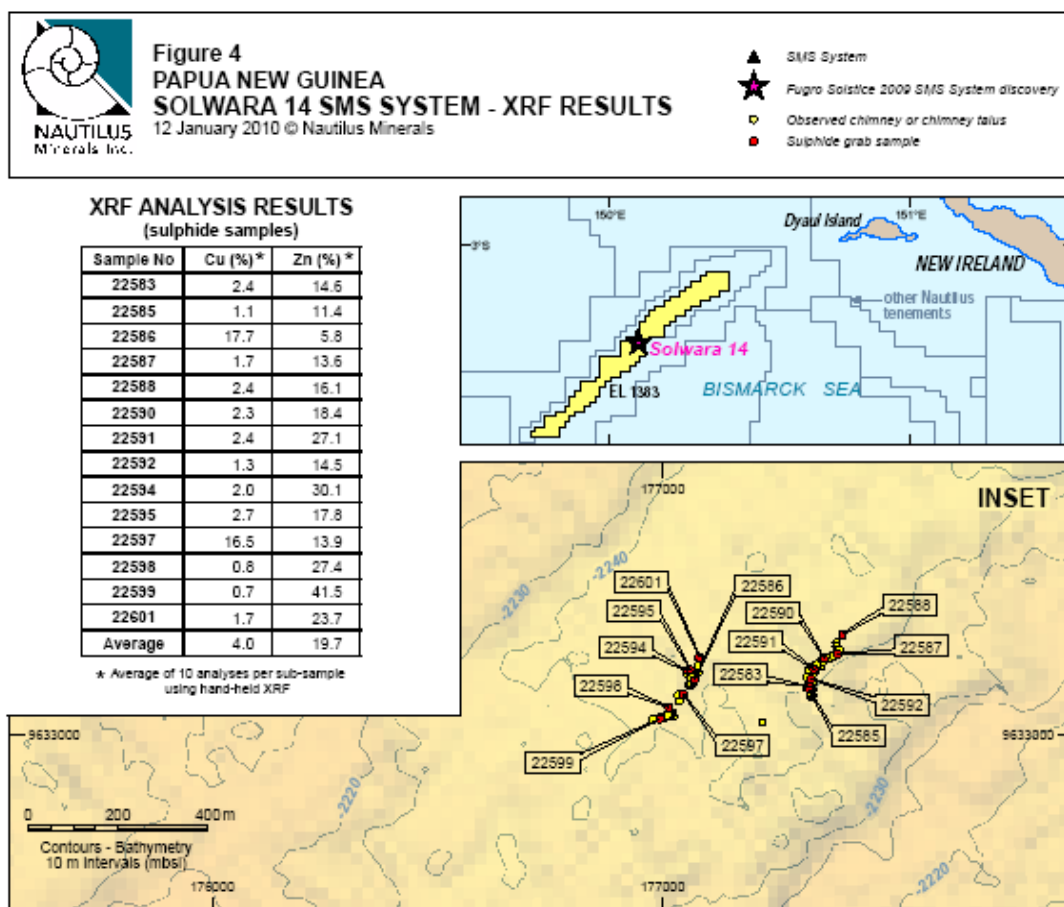 NAUTILUS
Minerals Inc.
Figure 4
PAPUA NEW GUINEA
SOLWARA 14 SMS SYSTEM - XRF RESULTS
12 January 2010 © Nautilus Minerals
SMS System
Fugro Solstice 2009 SMS System discovery
Observed chimney or chimney talus
Sulphide grab sample
XRF ANALYSIS RESULTS
(sulphide samples)
Sample No Cu (%) * Zn (%) *
22583 2.4 14.6
22585 1.1 11.4
22586 17.7 5.8
22587 1.7 13.6
22588 2.4 16.1
22590 2.3 18.4
22591 2.4 27.1
22592 1.3 14.5
22594 2.0 30.1
22595 2.7 17.8
22597 16.5 13.9
22598 0.8 27.4
22599 0.7 41.5
22601 1.7 23.7
Average 4.0 19.7
* Average of 10 analyses per sub-sample
using hand-held XRF
150°E
151°E
3°S
Dyaul Island
NEW IRELAND
other Nautilus
tenements
Solwara 14
EL 1383
BISMARCK SEA
177000
INSET
-2240
-2230
22601
22586
22595
22590
22588
22594
22591
22587
22583
22598
22592
22597
22585
22599
9633000
9633000
-2220
-2230
-2220
0 200 400 m
Contours - Bathymetry
10 m Intervals (mbsl)
176000
177000